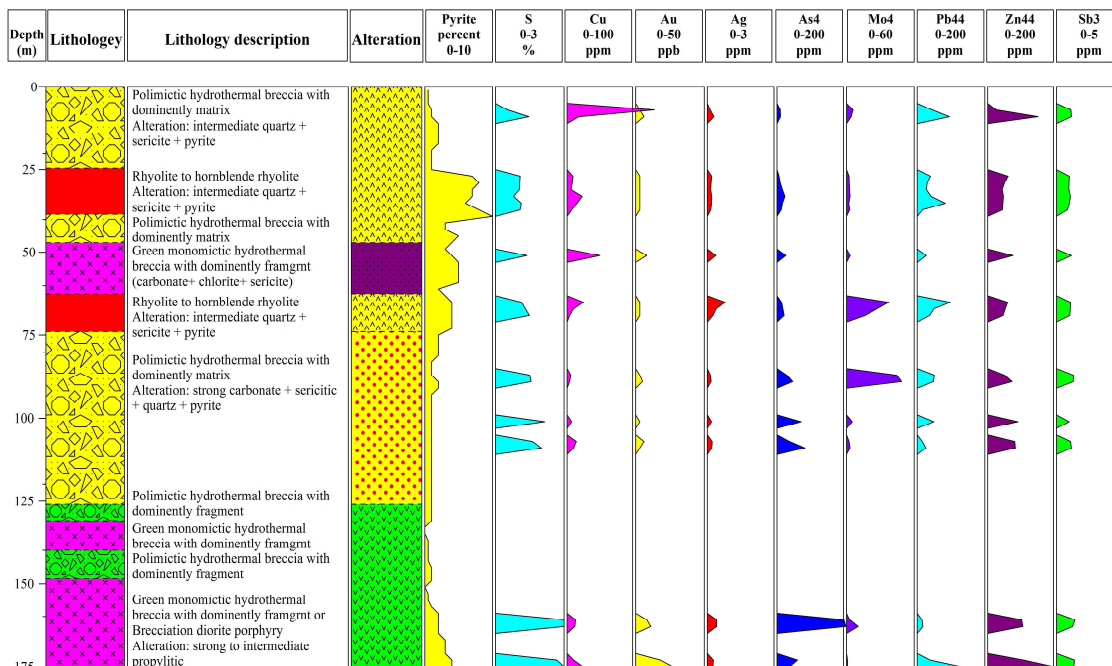 Depth
(m)
Lithologey
Lithology description
Alteration
Pyrite
percent
0-10
S
0-3
%
Cu
0-100
ppm
Au
0-50
ppb
Ag
0-3
ppm
As4
0-200
ppm
Mo4
0-60
ppm
Pb44
0-200
ppm
Zn44
0-200
ppm
Sb3
0-5
ppm
0
Polimictic hydrothermal breccia with
dominently matrix
Alteration: intermediate quartz +
sericite + pyrite
25
Rhyolite to hornblende rhyolite
Alteration: intermediate quartz +
sericite + pyrite
Polimictic hydrothermal breccia with
dominently matrix
50
Green monomictic hydrothermal
breccia with dominently framgrnt
(carbonate+ chlorite+ sericite)
Rhyolite to hornblende rhyolite
Alteration: intermediate quartz +
sericite + pyrite
75
Polimictic hydrothermal breccia with
dominently matrix
Alteration: strong carbonate + sericitic
+ quartz + pyrite
100
125
Polimictic hydrothermal breccia with
dominently fragment
Green monomictic hydrothermal
breccia with dominently framgrnt
Polimictic hydrothermal breccia with
dominently fragment
150
Green monomictic hydrothermal
breccia with dominently framgrnt or
Brecciation diorite porphyry
Alteration: strong to intermediate
propylitic
175